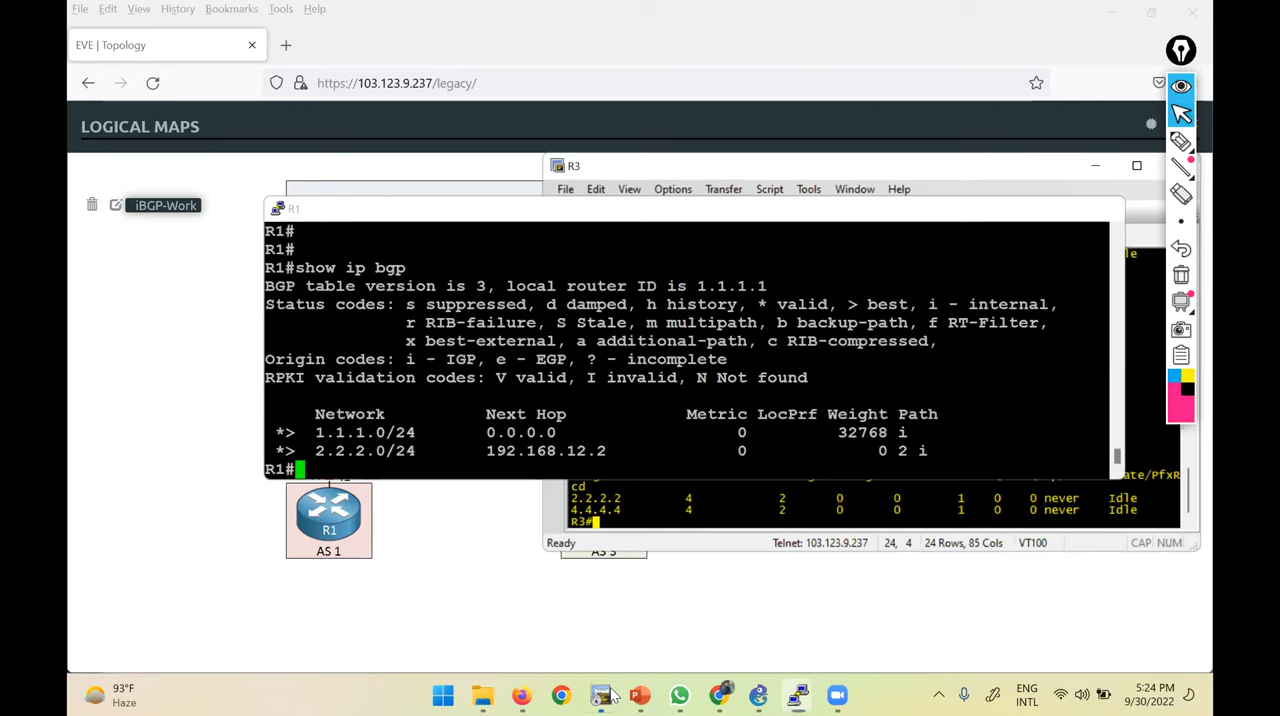 File Edit View History Bookmarks Tools Help
EVE | Topology
https://103.123.9.237/legacy/
LOGICAL MAPS
R3
File Edit View Options Transfer Script Tools Window Help
iBGP-Work
R1
R1#
R1#
R1#show ip bgp
BGP table version is 3, local router ID is 1.1.1.1
Status codes: s suppressed, d damped, h history, * valid, > best, i - internal,
r RIB-failure, S Stale, m multipath, b backup-path, f RT-Filter,
x best-external, a additional-path, c RIB-compressed,
Origin codes: i - IGP, e - EGP, ? - incomplete
RPKI validation codes: V valid, I invalid, N Not found
Network Next Hop Metric LocPrf Weight Path
*> 1.1.1.0/24 0.0.0.0 0 32768 i
*> 2.2.2.0/24 192.168.12.2 0 0 2 i
R1#
ate/PfxR
cd
2.2.2.2 4 2 0 0 1 0 0 never Idle
4.4.4.4 4 2 0 0 1 0 0 never Idle
R3#
Ready Telnet: 103.123.9.237 24, 4 24 Rows, 85 Cols VT100 CAP NUM
R1
AS 1
93°F
Haze
ENG
INTL
5:24 PM
9/30/2022